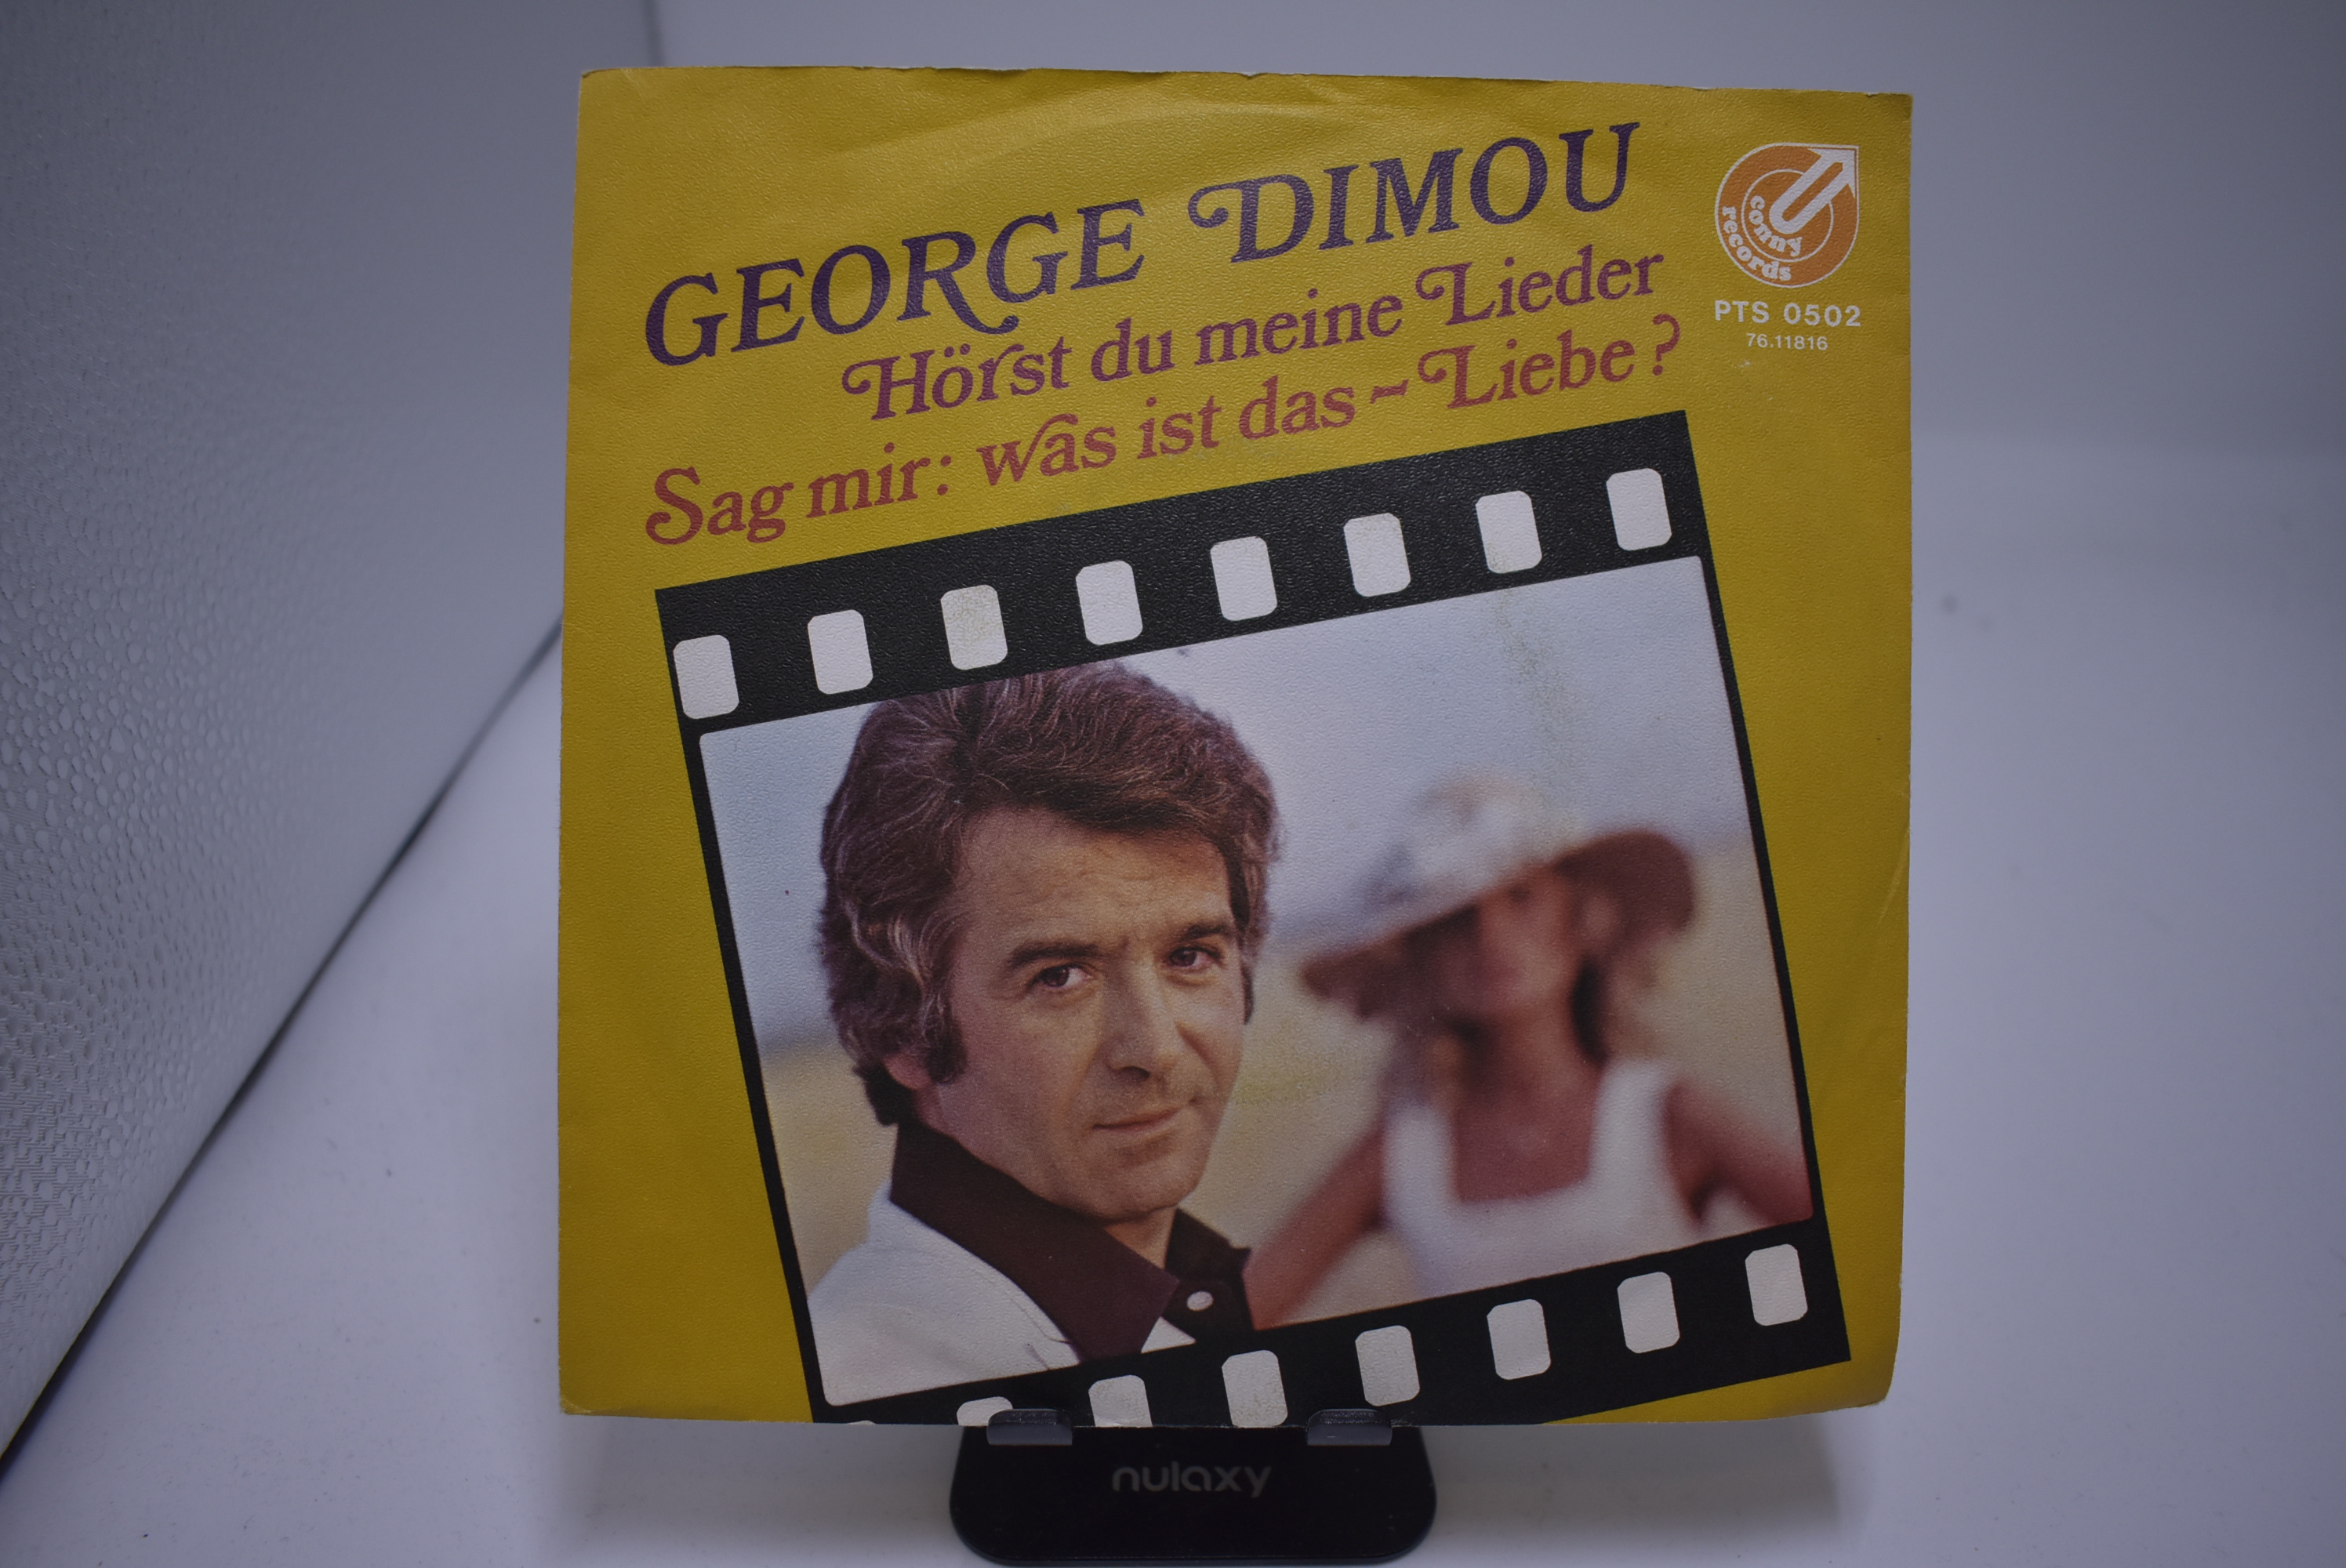 GEORGE DIMOU
Hörst du meine Lieder
Sag mir: was ist das - Liebe?
conny
records
PTS 0502
76.11816
nulaxy